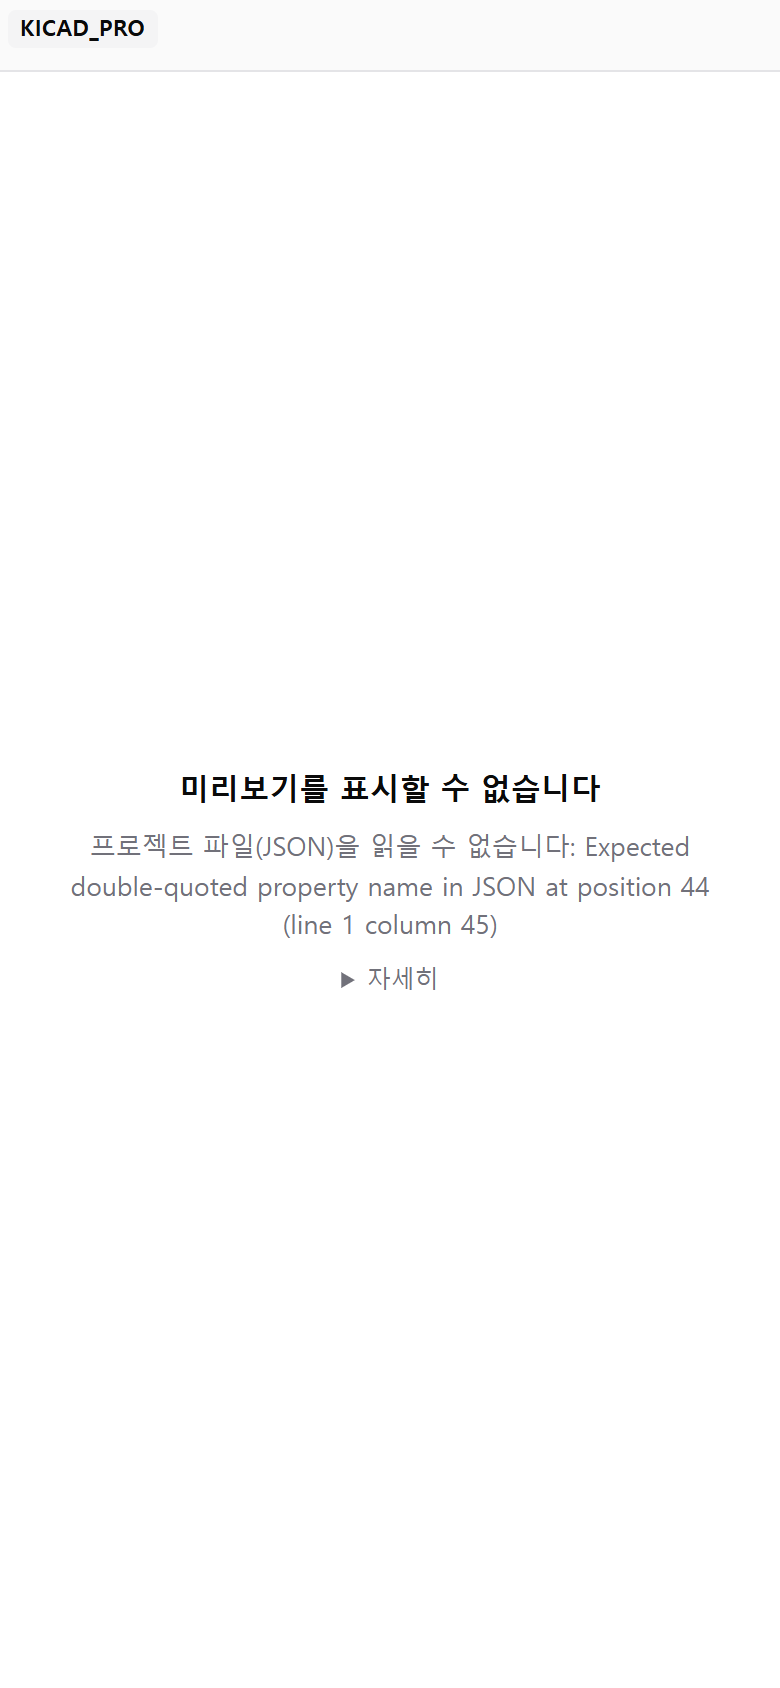 KICAD_PRO
미리보기를 표시할 수 없습니다
프로젝트 파일(JSON)을 읽을 수 없습니다: Expected
double-quoted property name in JSON at position 44
(line 1 column 45)
▶ 자세히